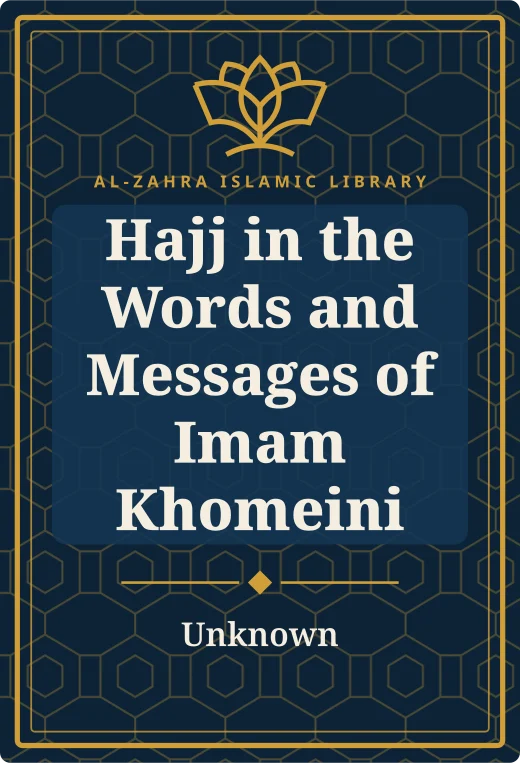 AL-ZAHRA ISLAMIC LIBRARY
Hajj in the
Words and
Messages of
Imam
Khomeini
Unknown